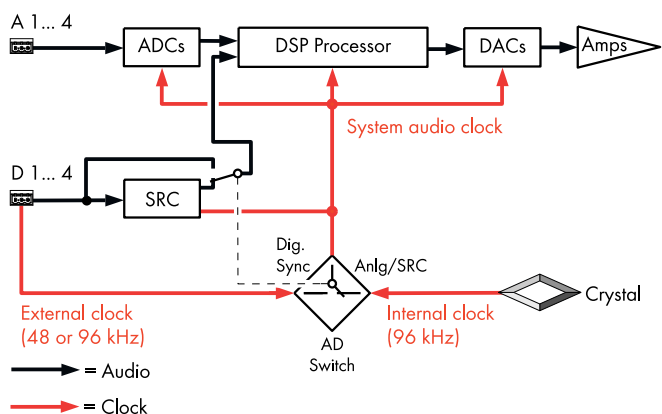 A 1... 4
ADCs
DSP Processor
DACs
Amps
System audio clock
D 1... 4
SRC
Dig.
Sync
Anlg/SRC
External clock
(48 or 96 kHz)
Internal clock
(96 kHz)
Crystal
AD
Switch
= Audio
= Clock